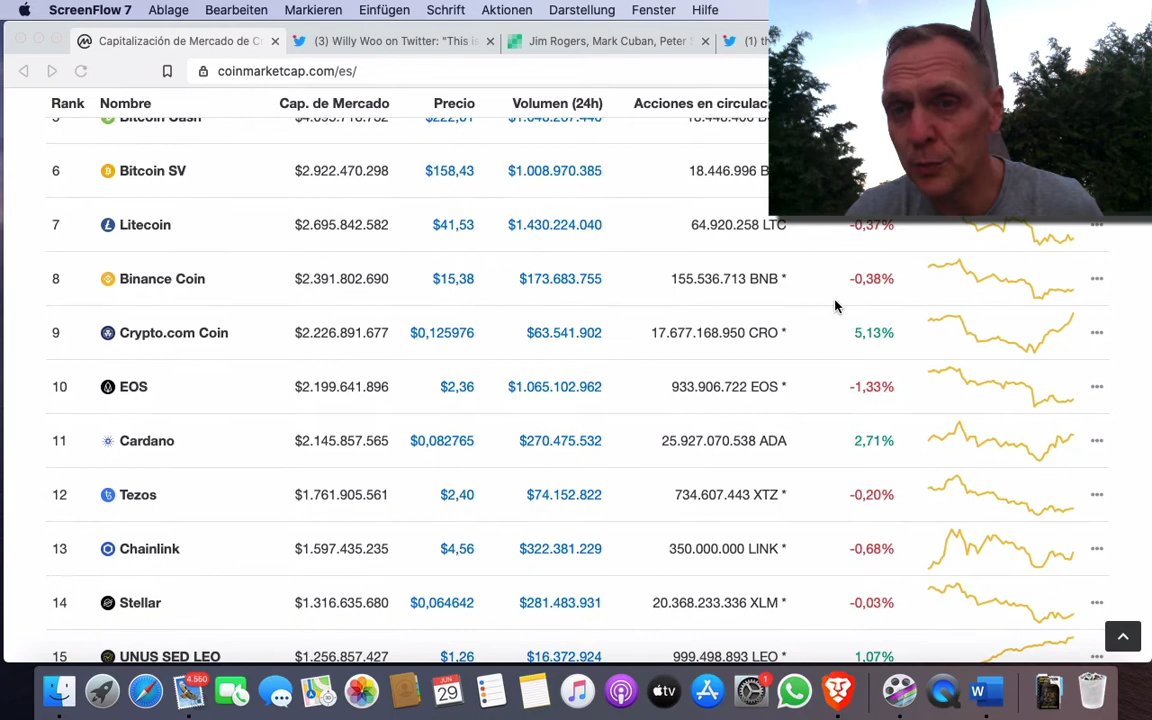 ScreenFlow 7 Ablage Bearbeiten Markieren Einfügen Schrift Aktionen Darstellung Fenster Hilfe
Capitalización de Mercado de Cr (3) Willy Woo on Twitter: "This is Jim Rogers, Mark Cuban, Peter S (1) th
coinmarketcap.com/es/
Rank Nombre Cap. de Mercado Precio Volumen (24h) Acciones en circulac
Bitcoin Cash
6 Bitcoin SV $2.922.470.298 $158,43 $1.008.970.385 18.446.996 B
7 Litecoin $2.695.842.582 $41,53 $1.430.224.040 64.920.258 LTC -0,37%
8 Binance Coin $2.391.802.690 $15,38 $173.683.755 155.536.713 BNB * -0,38%
9 Crypto.com Coin $2.226.891.677 $0,125976 $63.541.902 17.677.168.950 CRO * 5,13%
10 EOS $2.199.641.896 $2,36 $1.065.102.962 933.906.722 EOS * -1,33%
11 Cardano $2.145.857.565 $0,082765 $270.475.532 25.927.070.538 ADA 2,71%
12 Tezos $1.761.905.561 $2,40 $74.152.822 734.607.443 XTZ * -0,20%
13 Chainlink $1.597.435.235 $4,56 $322.381.229 350.000.000 LINK * -0,68%
14 Stellar $1.316.635.680 $0,064642 $281.483.931 20.368.233.336 XLM * -0,03%
15 UNUS SED LEO $1.256.857.427 $1,26 $16.372.924 999.498.893 LEO * 1,07%
4.550 JUN 29 tv 1 W